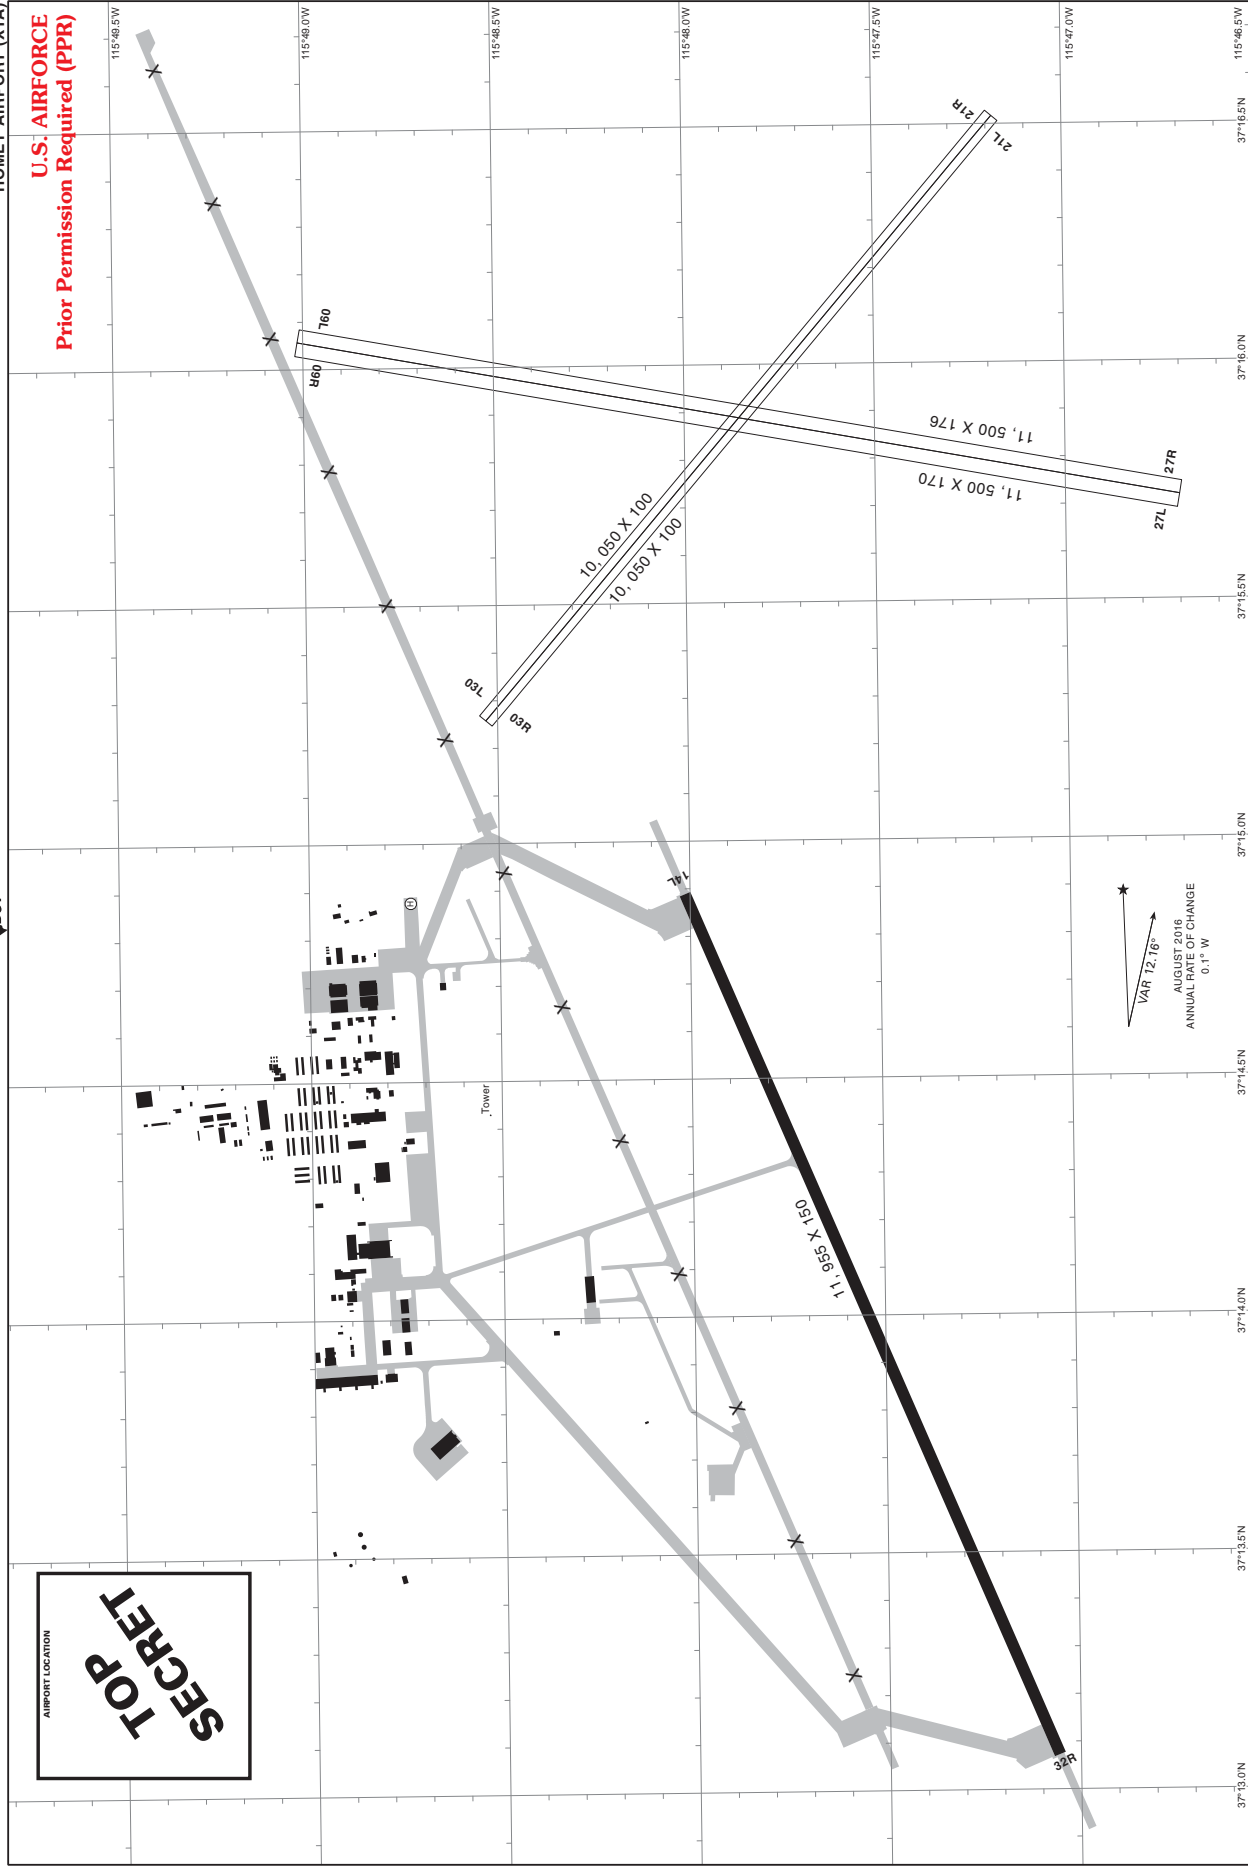 HOMEY AIRPORT (XTA)
U.S. AIRFORCE
Prior Permission Required (PPR)
115°49.5'W
115°49.0'W
115°48.5'W
115°48.0'W
115°47.5'W
115°47.0'W
115°46.5'W
37°16.5'N
37°16.0'N
37°15.5'N
37°15.0'N
37°14.5'N
37°14.0'N
37°13.5'N
37°13.0'N
21R
21L
09L
09R
11, 500 X 176
11, 500 X 170
27R
27L
10, 050 X 100
10, 050 X 100
03L
03R
14L
H
Tower
11, 955 X 150
32R
VAR 12.16°
AUGUST 2016
ANNUAL RATE OF CHANGE
0.1° W
AIRPORT LOCATION
TOP
SECRET